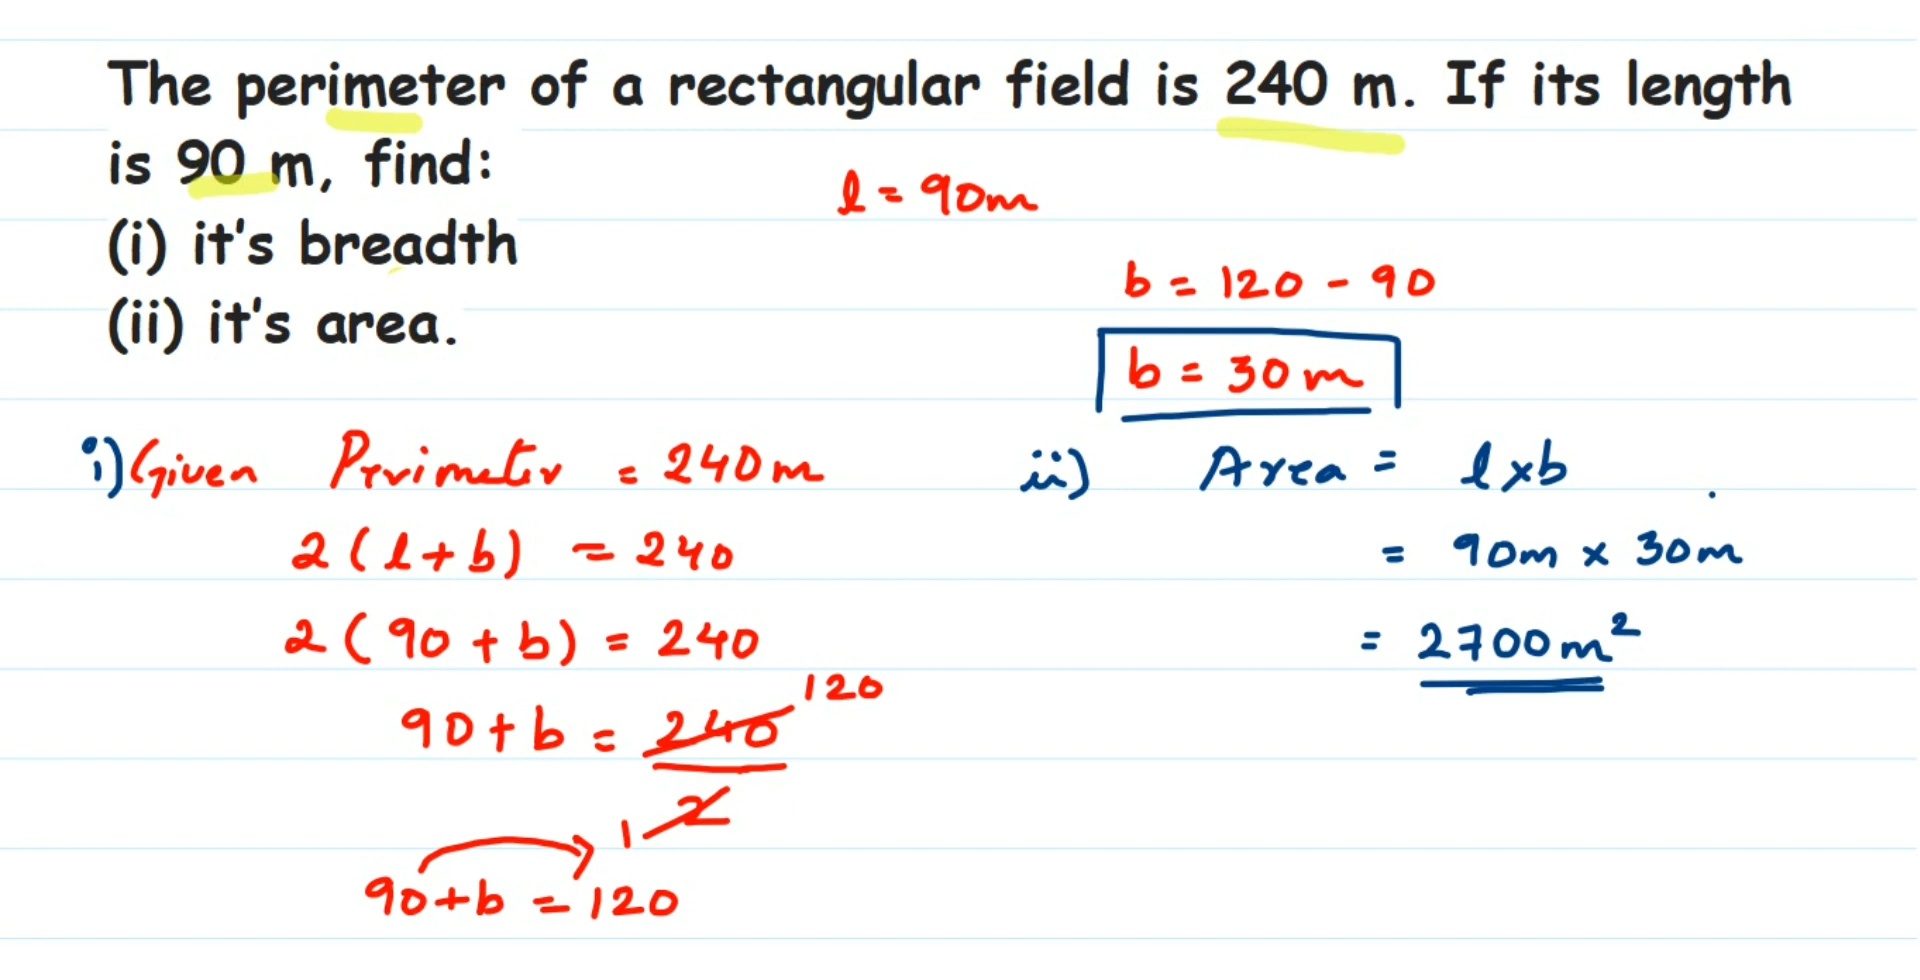 The perimeter of a rectangular field is 240 m. If its length
is 90 m, find:
(i) it's breadth
(ii) it's area.
l = 90m
i) Given Perimeter = 240m
2 ( l + b ) = 240
2 ( 90 + b ) = 240
90 + b = 240 120
1 2
90 + b = 120
b = 120 - 90
b = 30 m
ii) Area = l x b
= 90m x 30m
= 2700 m²